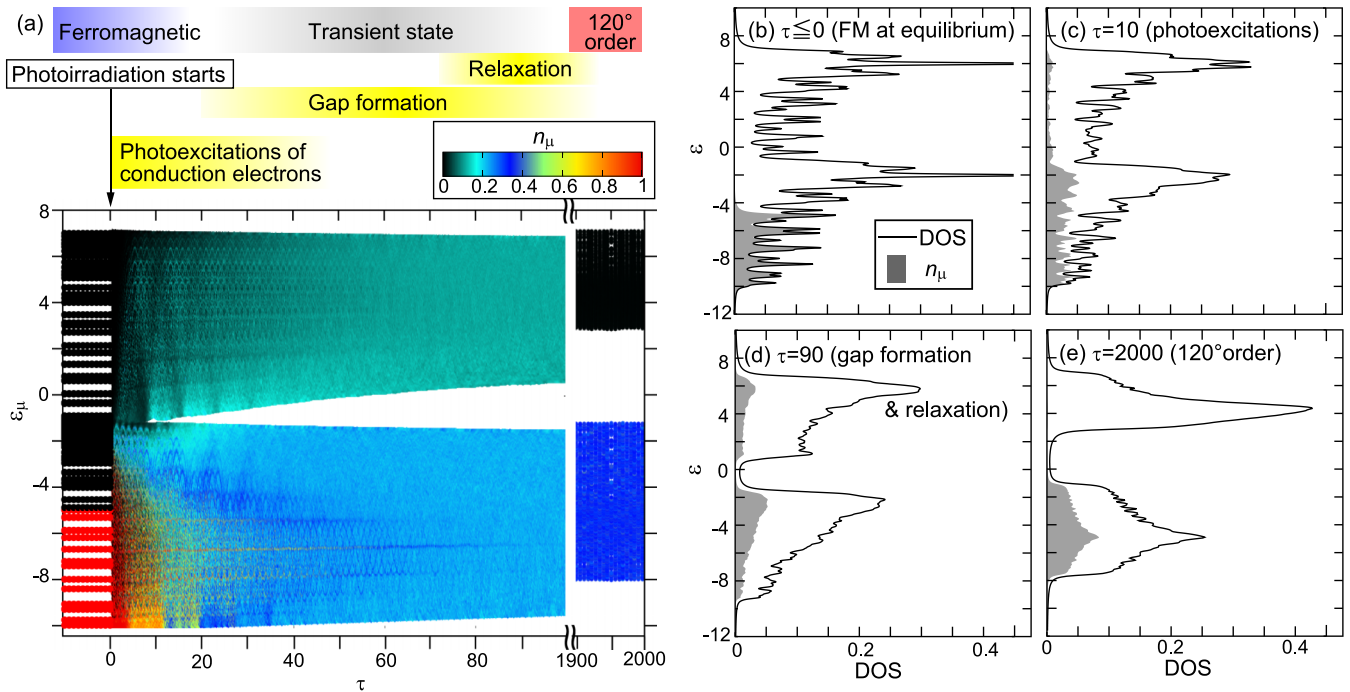 (a)
Ferromagnetic
Transient state
120°
order
Photoirradiation starts
Relaxation
Gap formation
Photoexcitations of
conduction electrons
nμ
0 0.2 0.4 0.6 0.8 1
8
4
0
-4
-8
εμ
0 20 40 60 80 1900 2000
τ
(b) τ≦0 (FM at equilibrium)
8
4
0
-4
-8
-12
ε
DOS
nμ
(c) τ=10 (photoexcitations)
(d) τ=90 (gap formation
& relaxation)
8
4
0
-4
-8
-12
ε
0 0.2 0.4
DOS
(e) τ=2000 (120°order)
0 0.2 0.4
DOS